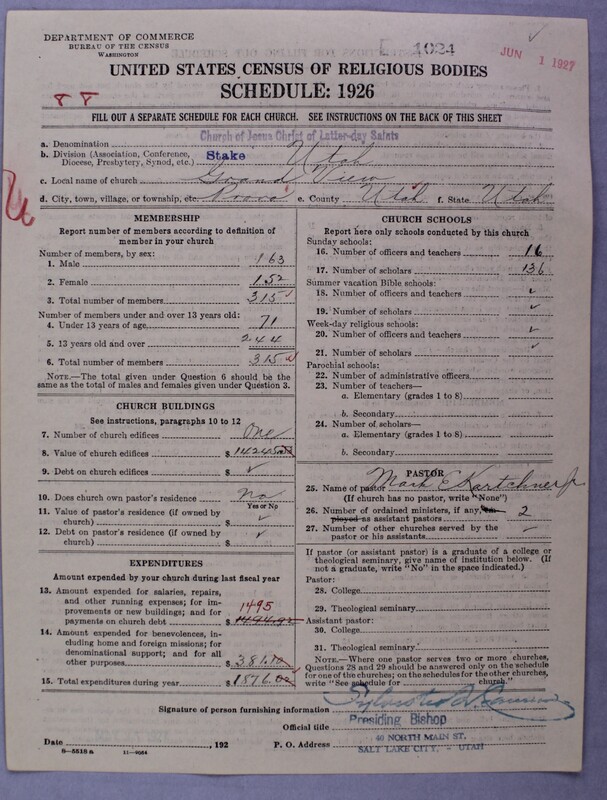 DEPARTMENT OF COMMERCE
BUREAU OF THE CENSUS
WASHINGTON
E 1024
JUN 1 1927
UNITED STATES CENSUS OF RELIGIOUS BODIES
SCHEDULE: 1926
FILL OUT A SEPARATE SCHEDULE FOR EACH CHURCH. SEE INSTRUCTIONS ON THE BACK OF THIS SHEET
a. Denomination Church of Jesus Christ of Latter-day Saints
b. Division (Association, Conference,
Diocese, Presbytery, Synod, etc.) Stake Utah
c. Local name of church Grand View
d. City, town, village, or township, etc. Provo e. County Utah f. State Utah
MEMBERSHIP
Report number of members according to definition of
member in your church
Number of members, by sex:
1. Male 163
2. Female 152
3. Total number of members 315
Number of members under and over 13 years old:
4. Under 13 years of age 71
5. 13 years old and over 244
6. Total number of members 315
NOTE.—The total given under Question 6 should be the
same as the total of males and females given under Question 3.
CHURCH BUILDINGS
See instructions, paragraphs 10 to 12
7. Number of church edifices One
8. Value of church edifices $ 14245.00
9. Debt on church edifices $ ✓
10. Does church own pastor's residence No
Yes or No
11. Value of pastor's residence (if owned by
church) $ ✓
12. Debt on pastor's residence (if owned by
church) $ ✓
EXPENDITURES
Amount expended by your church during last fiscal year
13. Amount expended for salaries, repairs,
and other running expenses; for im-
provements or new buildings; and for
payments on church debt $ 1495
14. Amount expended for benevolences, in-
cluding home and foreign missions; for
denominational support; and for all
other purposes $ 381.10
15. Total expenditures during year $ 1876.02
CHURCH SCHOOLS
Report here only schools conducted by this church
Sunday schools:
16. Number of officers and teachers 16
17. Number of scholars 136
Summer vacation Bible schools:
18. Number of officers and teachers ✓
19. Number of scholars ✓
Week-day religious schools:
20. Number of officers and teachers ✓
21. Number of scholars ✓
Parochial schools:
22. Number of administrative officers
23. Number of teachers—
a. Elementary (grades 1 to 8)
b. Secondary
24. Number of scholars—
a. Elementary (grades 1 to 8)
b. Secondary
PASTOR
25. Name of pastor Mark E Kartchner Jr
(If church has no pastor, write "None")
26. Number of ordained ministers, if any, em-
ployed as assistant pastors 2
27. Number of other churches served by the
pastor or his assistants ✓
If pastor (or assistant pastor) is a graduate of a college or
theological seminary, give name of institution below. (If
not a graduate, write "No" in the space indicated.)
Pastor:
28. College
29. Theological seminary
Assistant pastor:
30. College
31. Theological seminary
NOTE.—Where one pastor serves two or more churches,
Questions 28 and 29 should be answered only on the schedule
for one of the churches; on the schedules for the other churches,
write "See schedule for church."
Signature of person furnishing information Sylvester Q. Cannon
Official title Presiding Bishop
Date , 192 P. O. Address 40 NORTH MAIN ST.
SALT LAKE CITY - UTAH
8—5518 a 11—9064